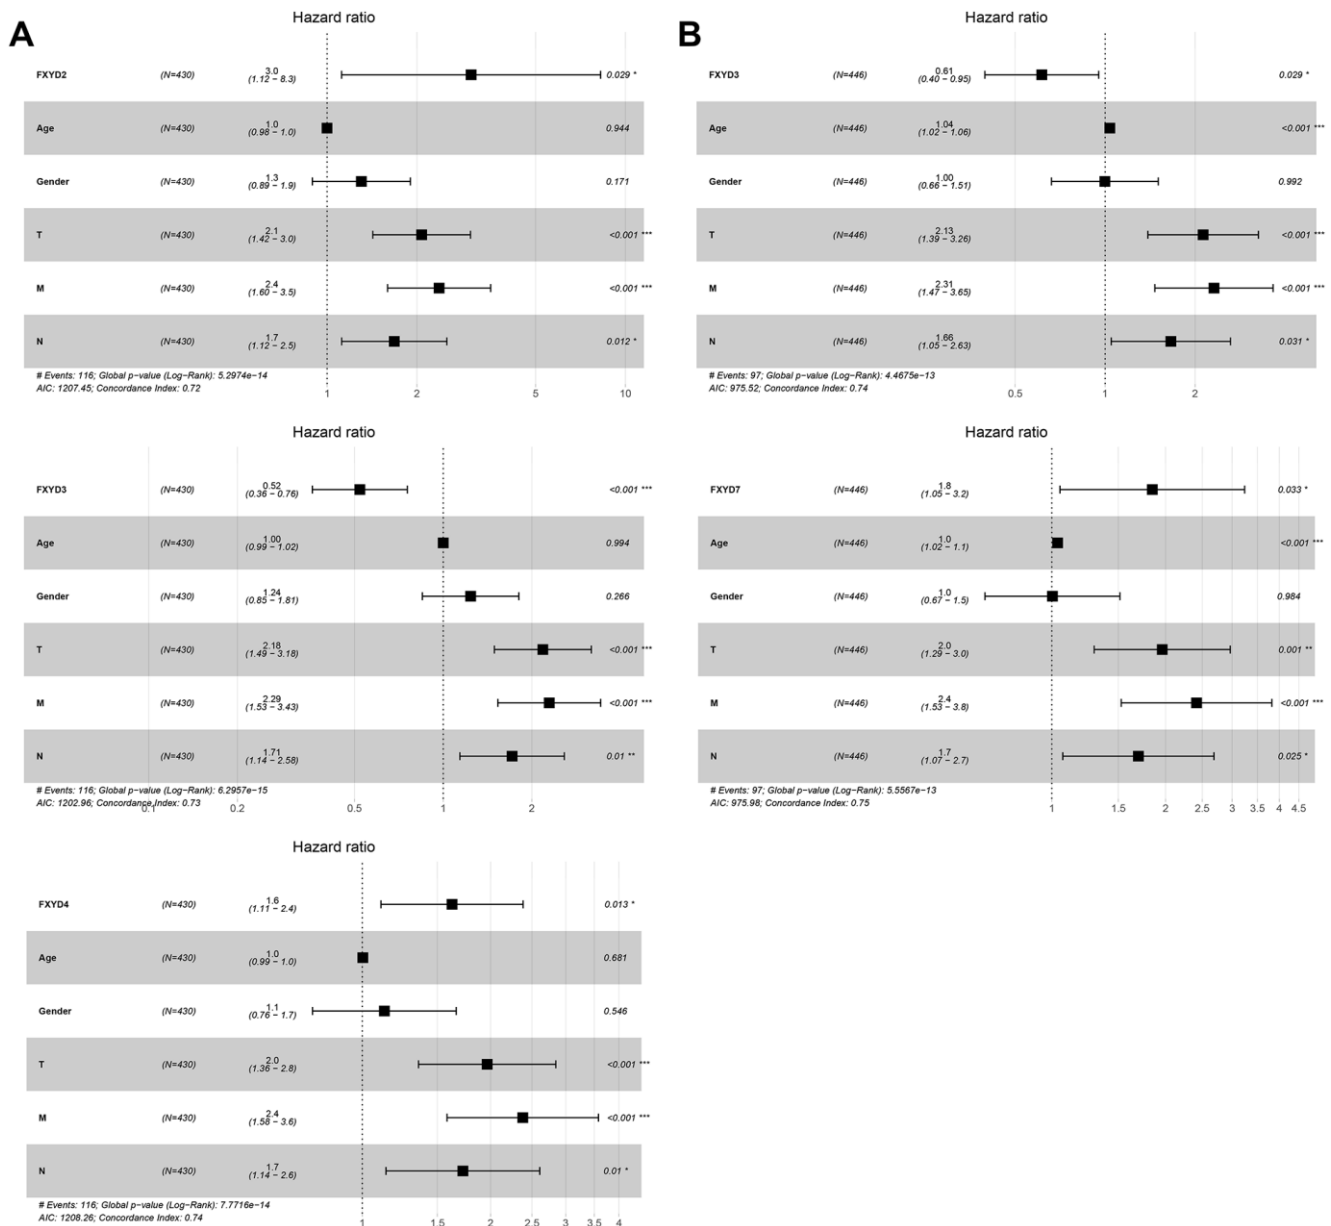 A
Hazard ratio
FXYD2 (N=430) 3.0 (1.12 − 8.3) 0.029 *
Age (N=430) 1.0 (0.98 − 1.0) 0.944
Gender (N=430) 1.3 (0.89 − 1.9) 0.171
T (N=430) 2.1 (1.42 − 3.0) <0.001 ***
M (N=430) 2.4 (1.60 − 3.5) <0.001 ***
N (N=430) 1.7 (1.12 − 2.5) 0.012 *
# Events: 116; Global p−value (Log−Rank): 5.2974e−14
AIC: 1207.45; Concordance Index: 0.72
1 2 5 10
Hazard ratio
FXYD3 (N=430) 0.52 (0.36 − 0.76) <0.001 ***
Age (N=430) 1.00 (0.99 − 1.02) 0.994
Gender (N=430) 1.24 (0.85 − 1.81) 0.266
T (N=430) 2.18 (1.49 − 3.18) <0.001 ***
M (N=430) 2.29 (1.53 − 3.43) <0.001 ***
N (N=430) 1.71 (1.14 − 2.58) 0.01 **
# Events: 116; Global p−value (Log−Rank): 6.2957e−15
AIC: 1202.96; Concordance Index: 0.73
0.1 0.2 0.5 1 2
Hazard ratio
FXYD4 (N=430) 1.6 (1.11 − 2.4) 0.013 *
Age (N=430) 1.0 (0.99 − 1.0) 0.681
Gender (N=430) 1.1 (0.76 − 1.7) 0.546
T (N=430) 2.0 (1.36 − 2.8) <0.001 ***
M (N=430) 2.4 (1.58 − 3.6) <0.001 ***
N (N=430) 1.7 (1.14 − 2.6) 0.01 *
# Events: 116; Global p−value (Log−Rank): 7.7716e−14
AIC: 1208.26; Concordance Index: 0.74
1 1.5 2 2.5 3 3.5 4
B
Hazard ratio
FXYD3 (N=446) 0.61 (0.40 − 0.95) 0.029 *
Age (N=446) 1.04 (1.02 − 1.06) <0.001 ***
Gender (N=446) 1.00 (0.66 − 1.51) 0.992
T (N=446) 2.13 (1.39 − 3.26) <0.001 ***
M (N=446) 2.31 (1.47 − 3.65) <0.001 ***
N (N=446) 1.66 (1.05 − 2.63) 0.031 *
# Events: 97; Global p−value (Log−Rank): 4.4675e−13
AIC: 975.52; Concordance Index: 0.74
0.5 1 2
Hazard ratio
FXYD7 (N=446) 1.8 (1.05 − 3.2) 0.033 *
Age (N=446) 1.0 (1.02 − 1.1) <0.001 ***
Gender (N=446) 1.0 (0.67 − 1.5) 0.984
T (N=446) 2.0 (1.29 − 3.0) 0.001 **
M (N=446) 2.4 (1.53 − 3.8) <0.001 ***
N (N=446) 1.7 (1.07 − 2.7) 0.025 *
# Events: 97; Global p−value (Log−Rank): 5.5567e−13
AIC: 975.98; Concordance Index: 0.75
1 1.5 2 2.5 3 3.5 4 4.5